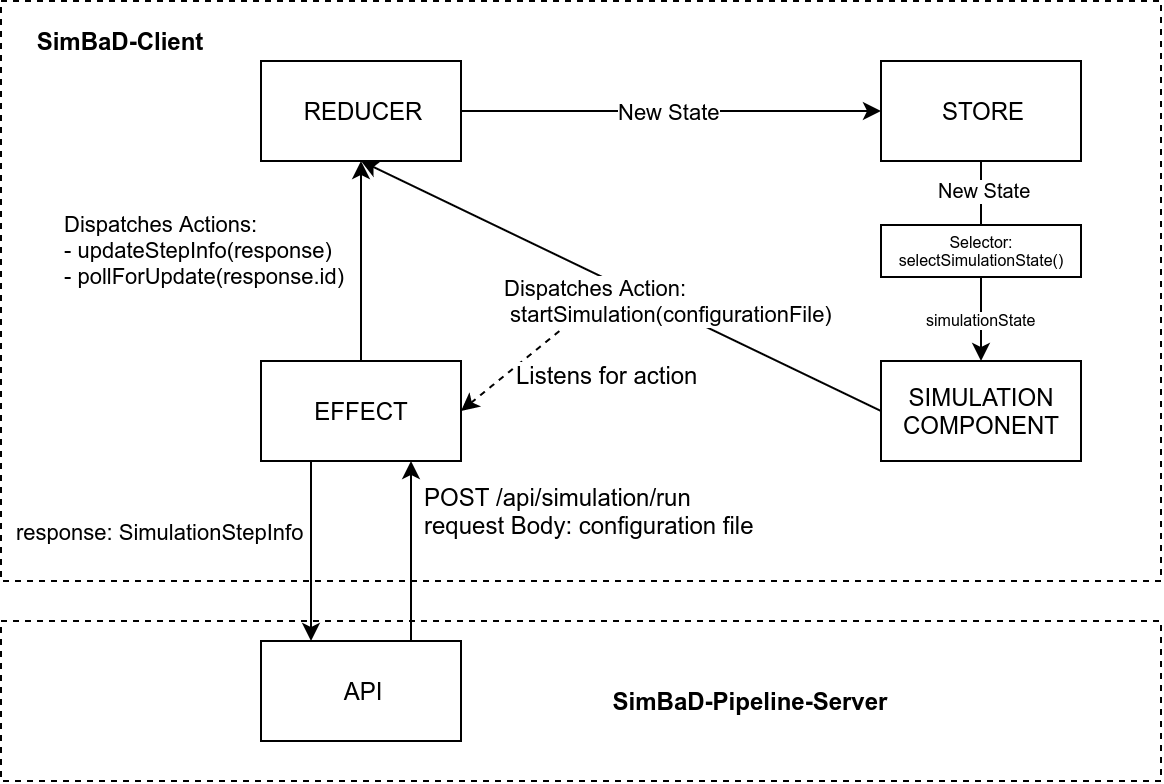 SimBaD-Client
REDUCER
New State
STORE
New State
Selector:
selectSimulationState()
simulationState
Dispatches Actions:
- updateStepInfo(response)
- pollForUpdate(response.id)
Dispatches Action:
startSimulation(configurationFile)
Listens for action
EFFECT
SIMULATION
COMPONENT
POST /api/simulation/run
request Body: configuration file
response: SimulationStepInfo
API
SimBaD-Pipeline-Server